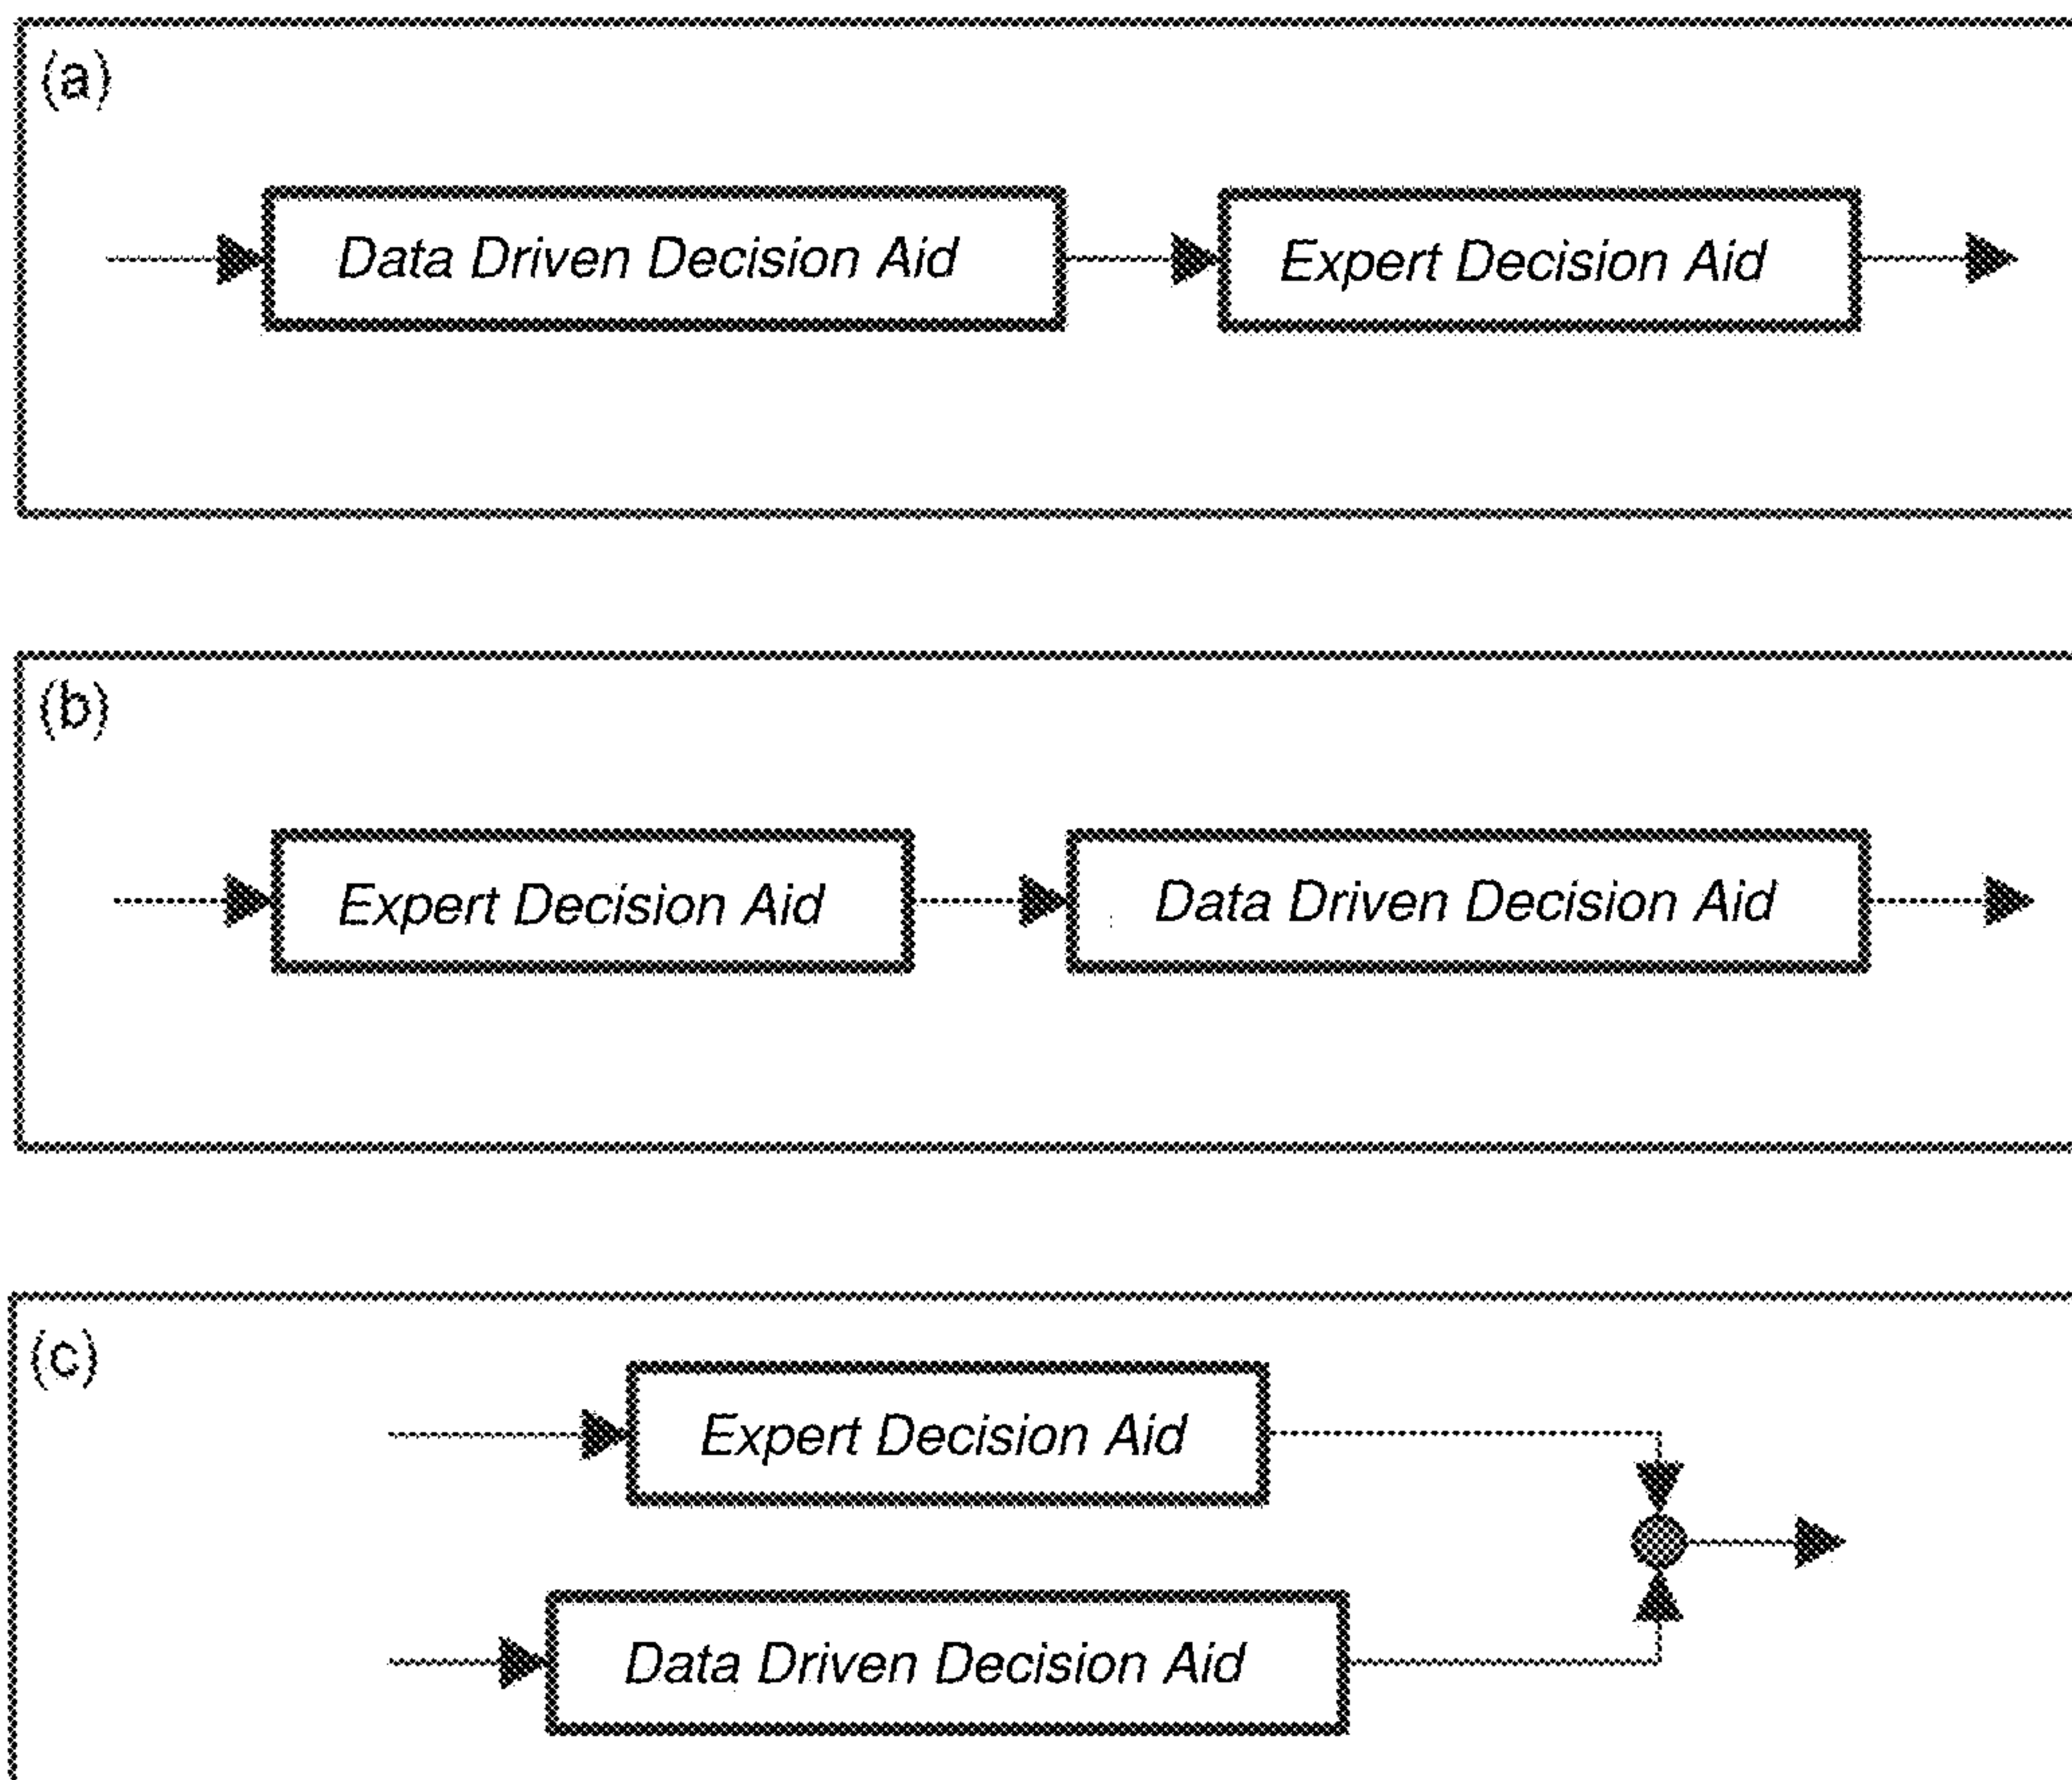 (a)
Data Driven Decision Aid
Expert Decision Aid
(b)
Expert Decision Aid
Data Driven Decision Aid
(c)
Expert Decision Aid
Data Driven Decision Aid